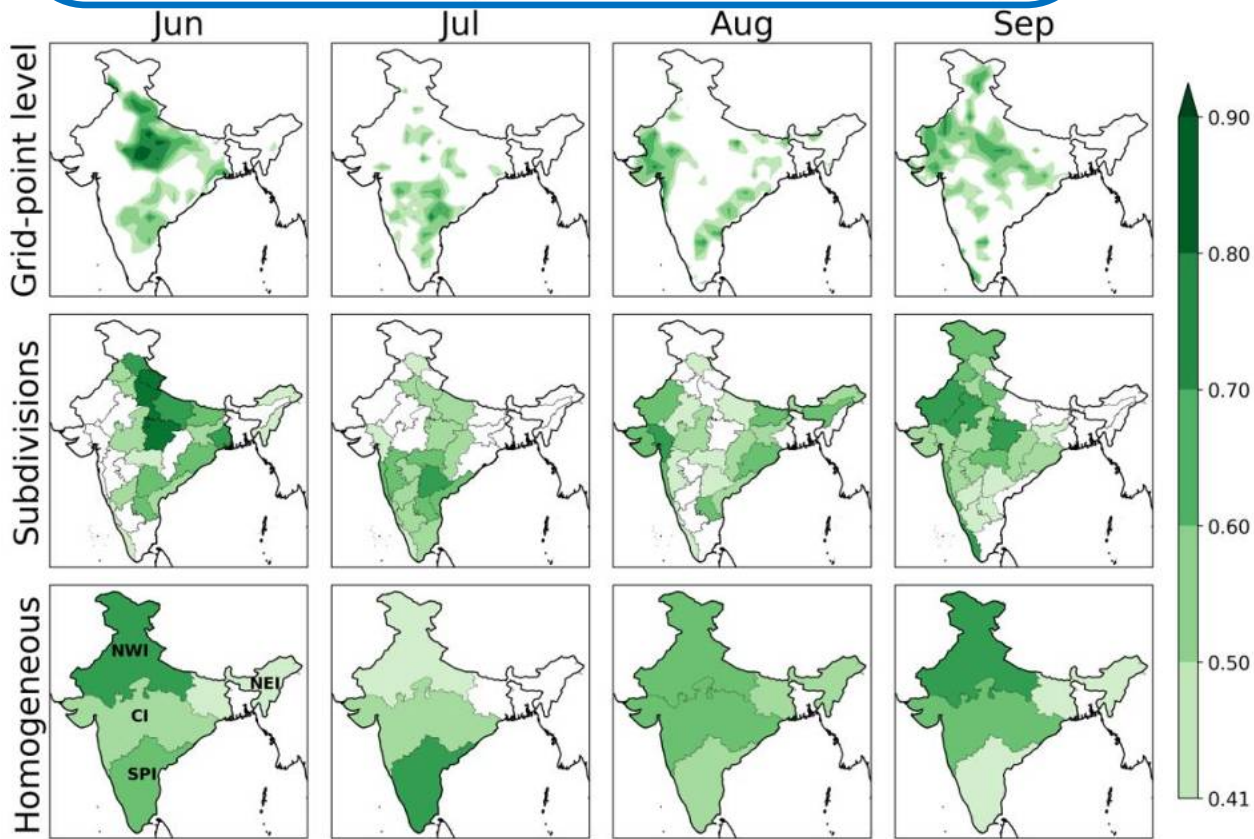 Jun Jul Aug Sep
Grid-point level
Subdivisions
Homogeneous
NWI
NEI
CI
SPI
0.90
0.80
0.70
0.60
0.50
0.41